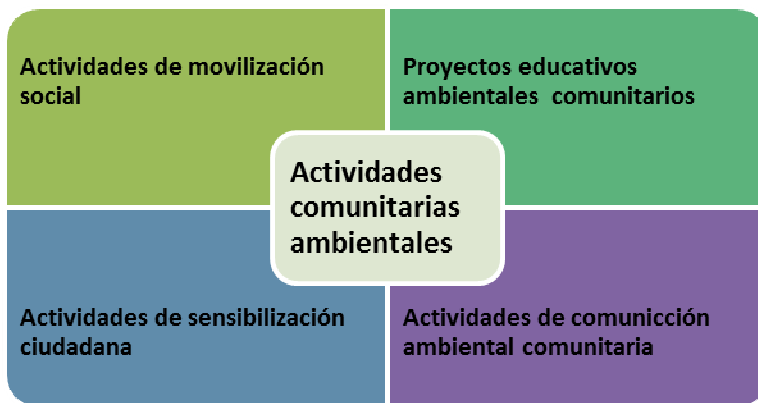 Actividades de movilización
social
Proyectos educativos
ambientales comunitarios
Actividades
comunitarias
ambientales
Actividades de sensibilización
ciudadana
Actividades de comunicción
ambiental comunitaria